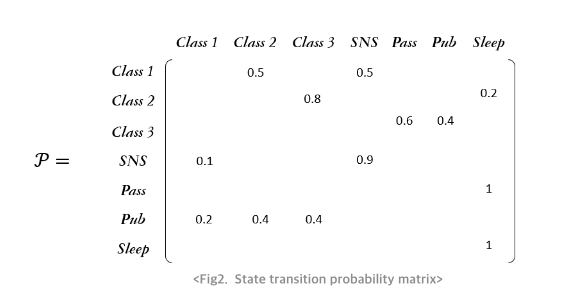 Class 1 Class 2 Class 3 SNS Pass Pub Sleep
Class 1 0.5 0.5
Class 2 0.8 0.2
Class 3 0.6 0.4
𝒫 = SNS 0.1 0.9
Pass 1
Pub 0.2 0.4 0.4
Sleep 1
<Fig2. State transition probability matrix>